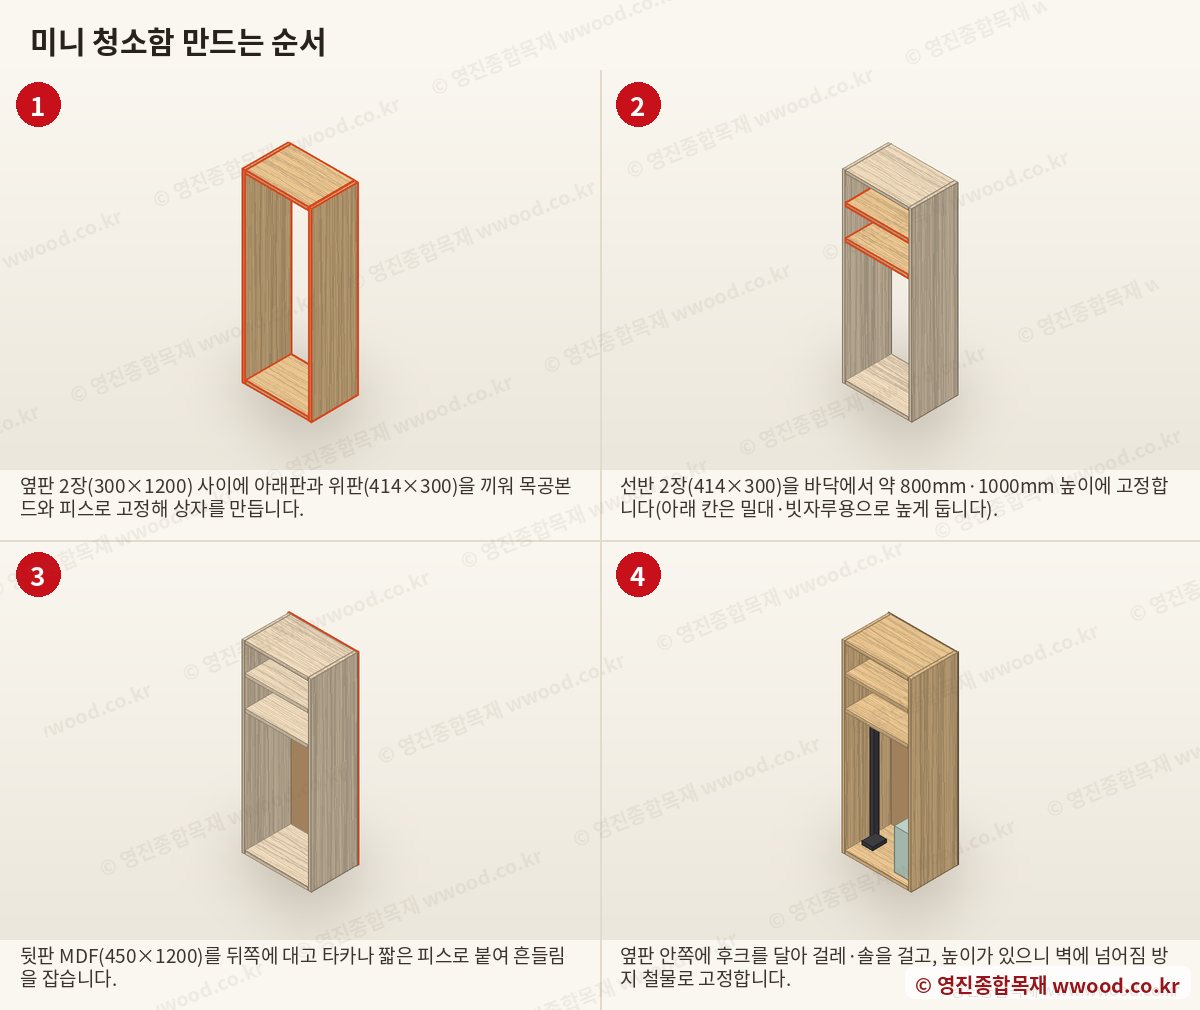 미니 청소함 만드는 순서
1
옆판 2장(300×1200) 사이에 아래판과 위판(414×300)을 끼워 목공본
드와 피스로 고정해 상자를 만듭니다.
2
선반 2장(414×300)을 바닥에서 약 800mm·1000mm 높이에 고정합
니다(아래 칸은 밀대·빗자루용으로 높게 둡니다).
3
뒷판 MDF(450×1200)를 뒤쪽에 대고 타카나 짧은 피스로 붙여 흔들림
을 잡습니다.
4
옆판 안쪽에 후크를 달아 걸레·솔을 걸고, 높이가 있으니 벽에 넘어짐 방
지 철물로 고정합니다.
© 영진종합목재 wwood.co.kr